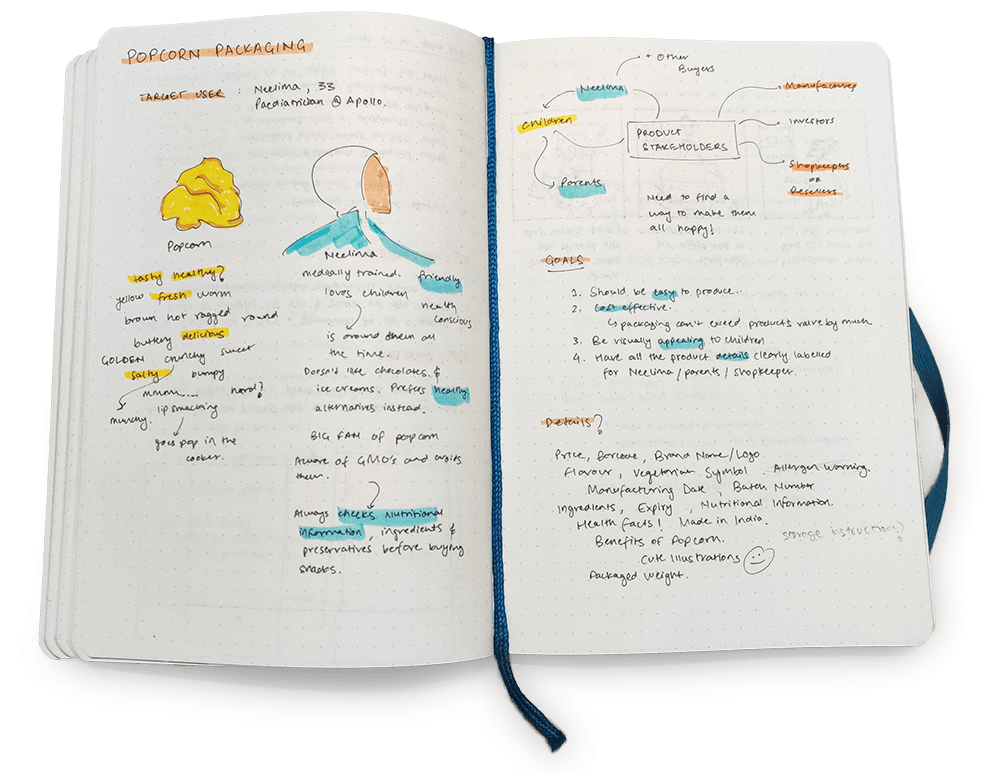 POPCORN PACKAGING
TARGET USER : Neelima, 33
Paediatrician @ Apollo.
Popcorn
tasty healthy?
yellow fresh warm
brown hot ragged round
buttery delicious
GOLDEN crunchy sweet
salty bumpy
mmmm.... hard?
munchy. lip smacking
goes pop in the
cooker.
Neelima
medically trained. friendly
loves children health
conscious
is around them all
the time.
Doesn't like chocolates &
ice creams. Prefers healthy
alternatives instead.
BIG FAN of popcorn
Aware of GMO's and avoids
them.
Always checks Nutritional
Information, ingredients &
preservatives before buying
snacks.
+ Other
Buyers
Neelima
Children
Parents
PRODUCT
STAKEHOLDERS
Manufacturer
Investors
Shopkeepers
or
Resellers
Need to find a
way to make them
all happy!
GOALS
1. Should be easy to produce..
2. Cost effective.
↳ packaging can't exceed products value by much
3. Be visually appealing to children
4. Have all the product details clearly labelled
for Neelima / parents / shopkeeper.
Details?
Price, Barcode, Brand Name/Logo
Flavour, Vegetarian Symbol Allergen warning.
Manufacturing Date, Batch Number
Ingredients, Expiry, Nutritional Information.
Health Facts! Made in India.
Benefits of Popcorn. storage instruction?
Cute Illustrations
Packaged Weight.